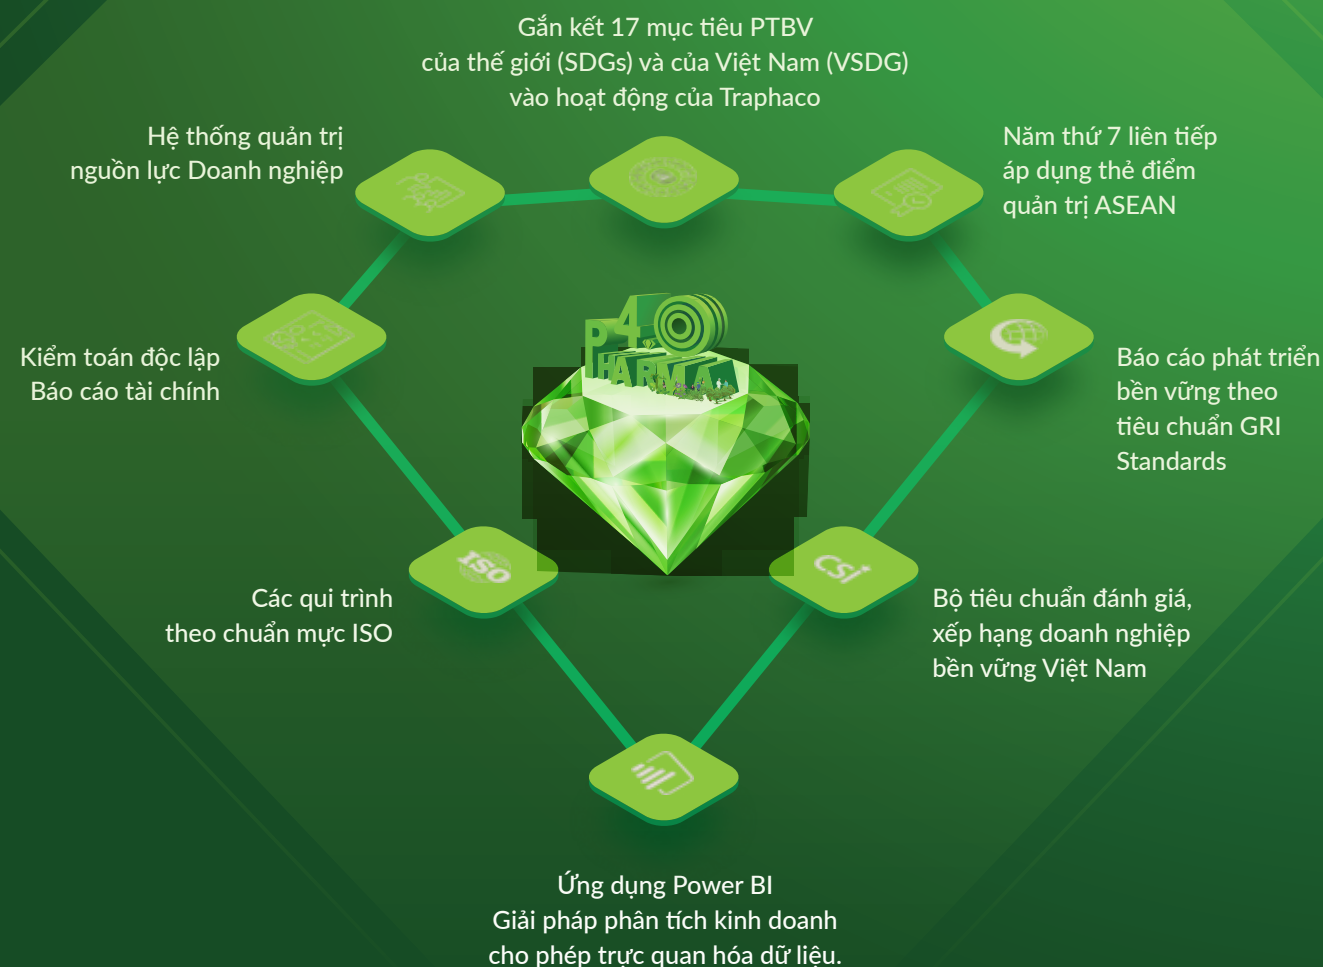 Gắn kết 17 mục tiêu PTBV
của thế giới (SDGs) và của Việt Nam (VSDG)
vào hoạt động của Traphaco
Hệ thống quản trị
nguồn lực Doanh nghiệp
Năm thứ 7 liên tiếp
áp dụng thẻ điểm
quản trị ASEAN
4.0
PHARMA
Kiểm toán độc lập
Báo cáo tài chính
Báo cáo phát triển
bền vững theo
tiêu chuẩn GRI
Standards
ISO
CSI
Các qui trình
theo chuẩn mực ISO
Bộ tiêu chuẩn đánh giá,
xếp hạng doanh nghiệp
bền vững Việt Nam
Ứng dụng Power BI
Giải pháp phân tích kinh doanh
cho phép trực quan hóa dữ liệu.